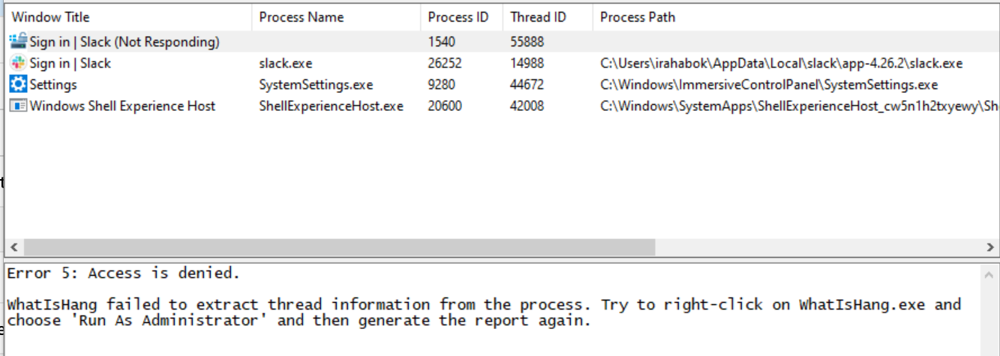 Window Title Process Name Process ID Thread ID Process Path
Sign in | Slack (Not Responding) 1540 55888
Sign in | Slack slack.exe 26252 14988 C:\Users\irahabok\AppData\Local\slack\app-4.26.2\slack.exe
Settings SystemSettings.exe 9280 44672 C:\Windows\ImmersiveControlPanel\SystemSettings.exe
Windows Shell Experience Host ShellExperienceHost.exe 20600 42008 C:\Windows\SystemApps\ShellExperienceHost_cw5n1h2txyewy\Sh
Error 5: Access is denied.
WhatIsHang failed to extract thread information from the process. Try to right-click on WhatIsHang.exe and
choose 'Run As Administrator' and then generate the report again.